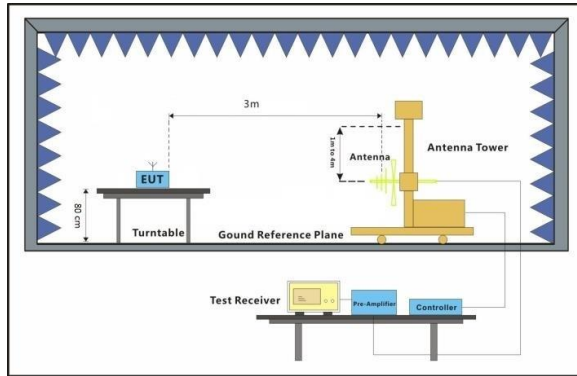 3m
1m to 4m
Antenna
Antenna Tower
EUT
80 cm
Turntable
Gound Reference Plane
Test Receiver
Pre-Amplifier
Controller